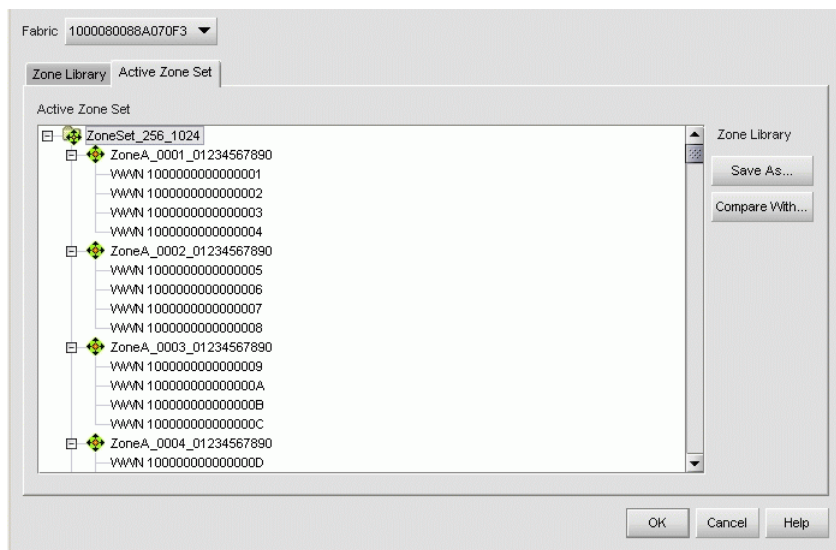 Fabric 1000080088A070F3
Zone Library Active Zone Set
Active Zone Set
ZoneSet_256_1024
ZoneA_0001_01234567890
WWN 1000000000000001
WWN 1000000000000002
WWN 1000000000000003
WWN 1000000000000004
ZoneA_0002_01234567890
WWN 1000000000000005
WWN 1000000000000006
WWN 1000000000000007
WWN 1000000000000008
ZoneA_0003_01234567890
WWN 1000000000000009
WWN 100000000000000A
WWN 100000000000000B
WWN 100000000000000C
ZoneA_0004_01234567890
WWN 100000000000000D
Zone Library
Save As...
Compare With...
OK Cancel Help